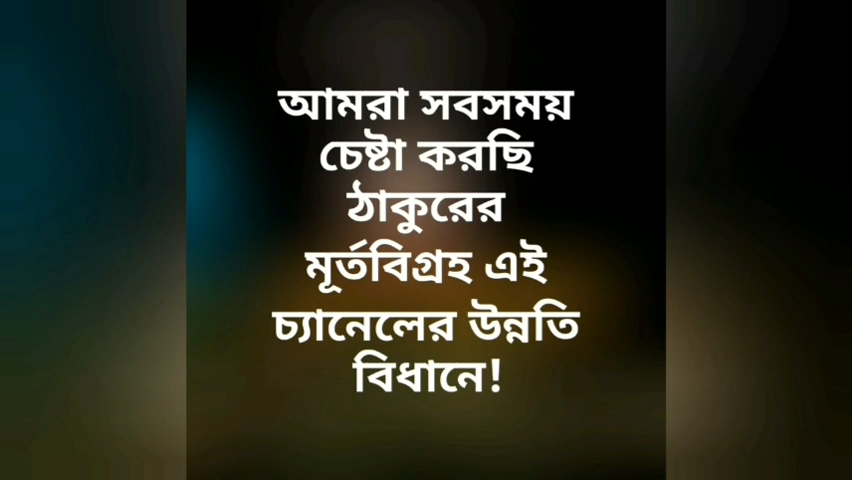 আমরা সবসময়
চেষ্টা করছি
ঠাকুরের
মূর্তবিগ্রহ এই
চ্যানেলের উন্নতি
বিধানে!